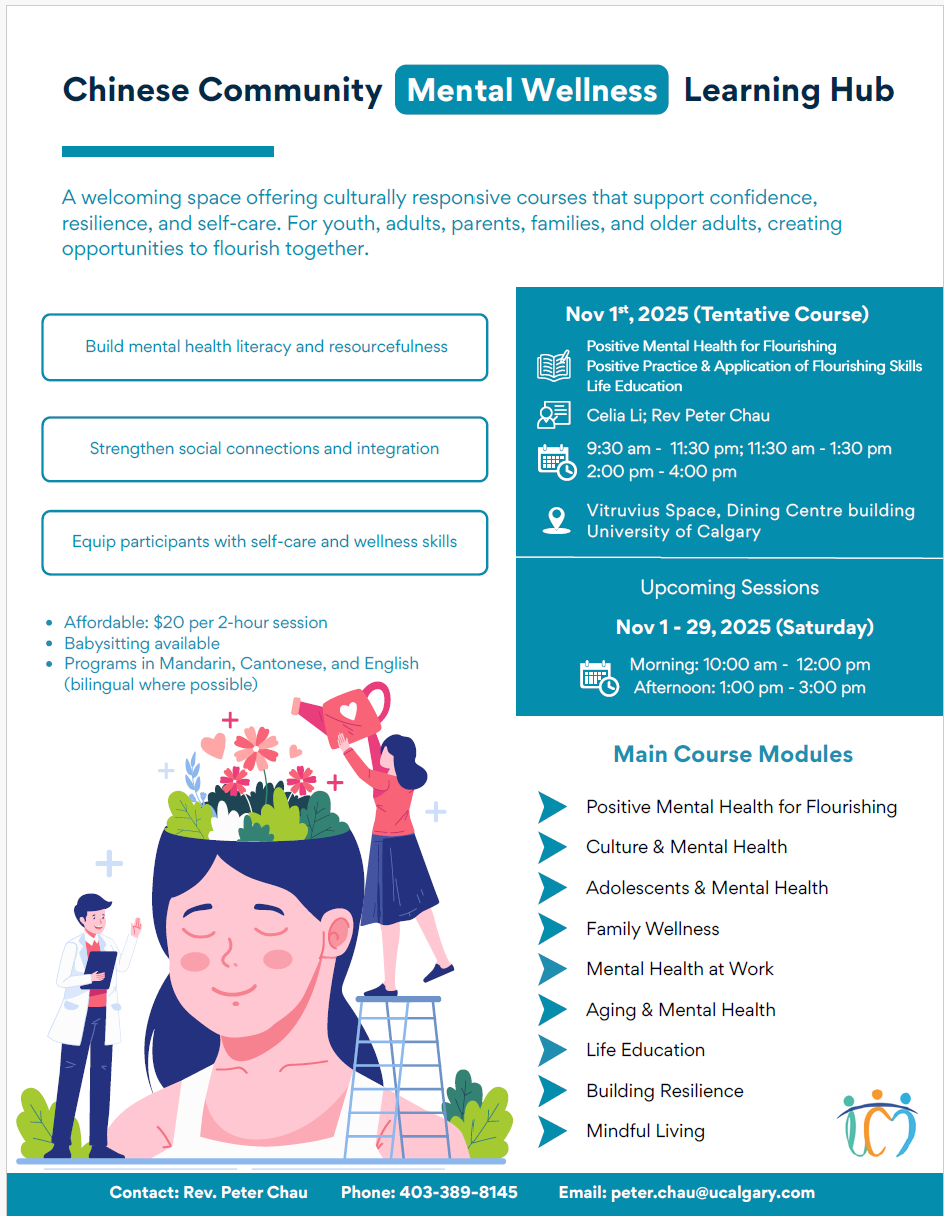 Chinese Community Mental Wellness Learning Hub
A welcoming space offering culturally responsive courses that support confidence,
resilience, and self-care. For youth, adults, parents, families, and older adults, creating
opportunities to flourish together.
Build mental health literacy and resourcefulness
Strengthen social connections and integration
Equip participants with self-care and wellness skills
• Affordable: $20 per 2-hour session
• Babysitting available
• Programs in Mandarin, Cantonese, and English
(bilingual where possible)
Nov 1st, 2025 (Tentative Course)
Positive Mental Health for Flourishing
Positive Practice & Application of Flourishing Skills
Life Education
Celia Li; Rev Peter Chau
9:30 am - 11:30 pm; 11:30 am - 1:30 pm
2:00 pm - 4:00 pm
Vitruvius Space, Dining Centre building
University of Calgary
Upcoming Sessions
Nov 1 - 29, 2025 (Saturday)
Morning: 10:00 am - 12:00 pm
Afternoon: 1:00 pm - 3:00 pm
Main Course Modules
Positive Mental Health for Flourishing
Culture & Mental Health
Adolescents & Mental Health
Family Wellness
Mental Health at Work
Aging & Mental Health
Life Education
Building Resilience
Mindful Living
Contact: Rev. Peter Chau Phone: 403-389-8145 Email: peter.chau@ucalgary.com